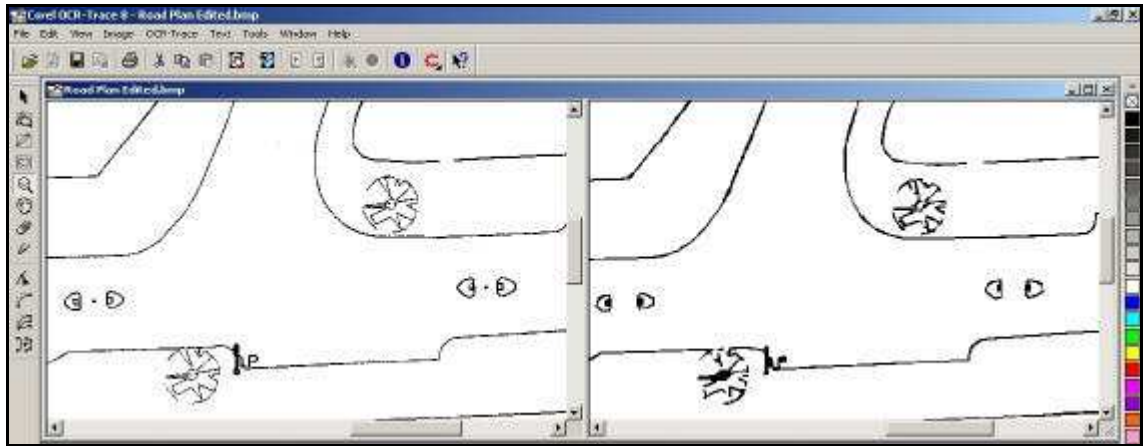 Corel OCR-Trace 8 - Road Plan Edited.bmp
File Edit View Image OCR-Trace Text Tools Window Help
Road Plan Edited.bmp
P